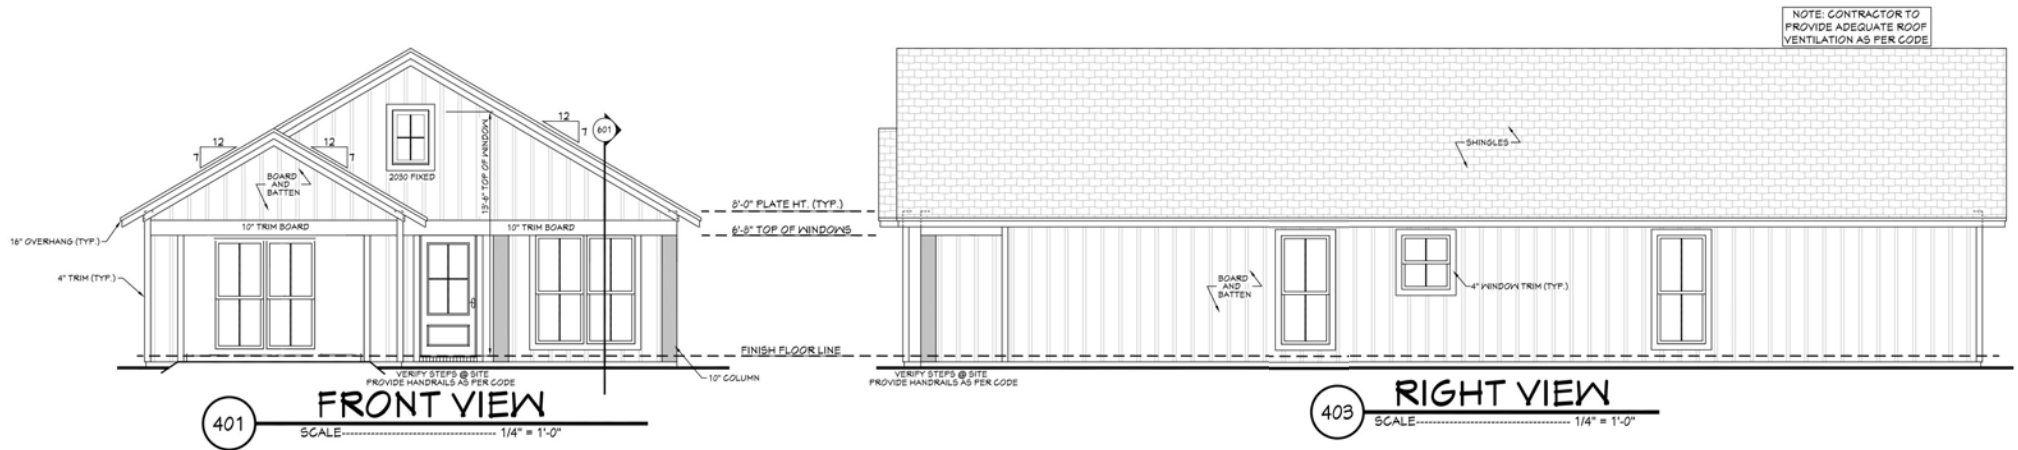 NOTE: CONTRACTOR TO
PROVIDE ADEQUATE ROOF
VENTILATION AS PER CODE
12
7
601
12
7
12
7
BOARD
AND
BATTEN
2030 FIXED
13'-6" TOP OF WINDOW
SHINGLES
8'-0" PLATE HT. (TYP.)
6'-8" TOP OF WINDOWS
10" TRIM BOARD
10" TRIM BOARD
16" OVERHANG (TYP.)
4" TRIM (TYP.)
BOARD
AND
BATTEN
4" WINDOW TRIM (TYP.)
FINISH FLOOR LINE
10" COLUMN
VERIFY STEPS @ SITE
PROVIDE HANDRAILS AS PER CODE
VERIFY STEPS @ SITE
PROVIDE HANDRAILS AS PER CODE
401
FRONT VIEW
SCALE-------------------------------------- 1/4" = 1'-0"
403
RIGHT VIEW
SCALE-------------------------------------- 1/4" = 1'-0"